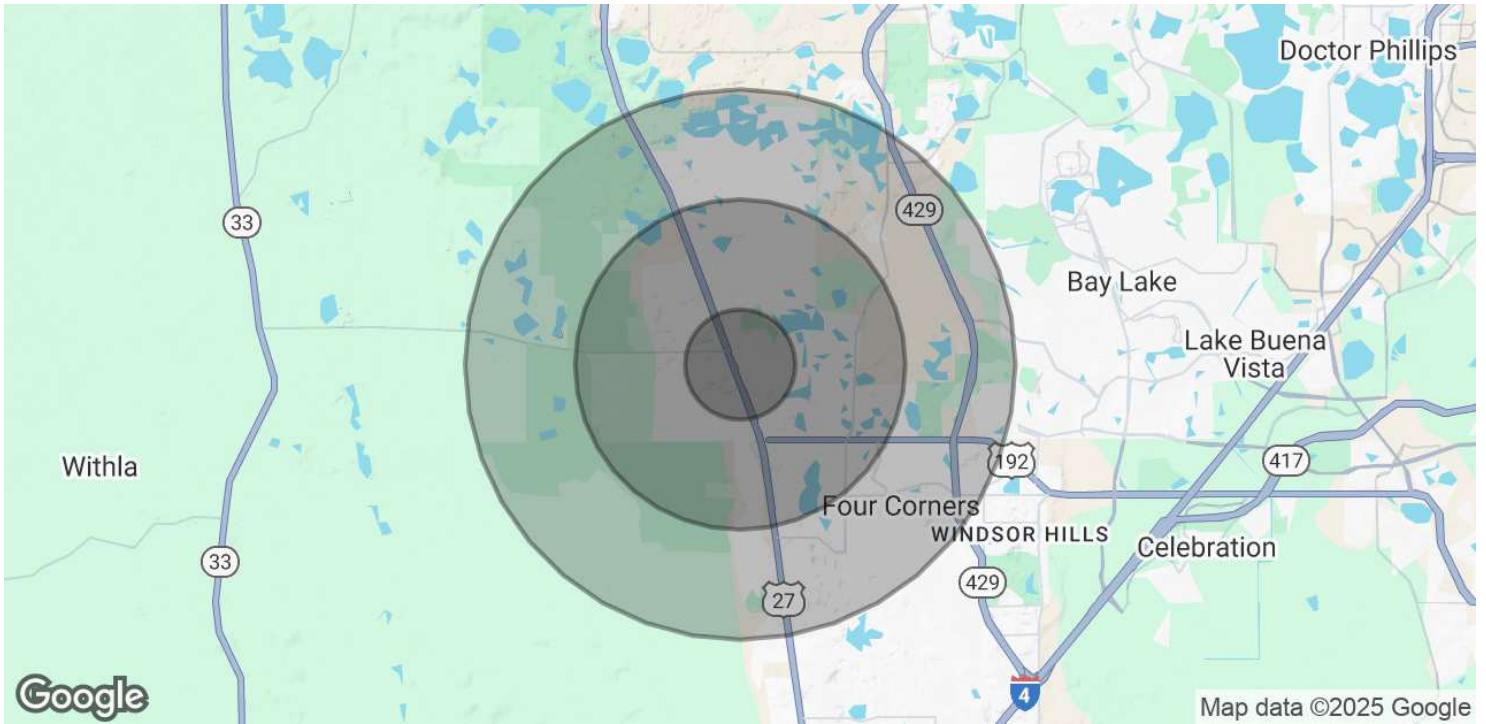 Doctor Phillips
33
429
Bay Lake
Lake Buena
Vista
Withla
192
417
Four Corners
WINDSOR HILLS
Celebration
33
429
27
4
Google
Map data ©2025 Google